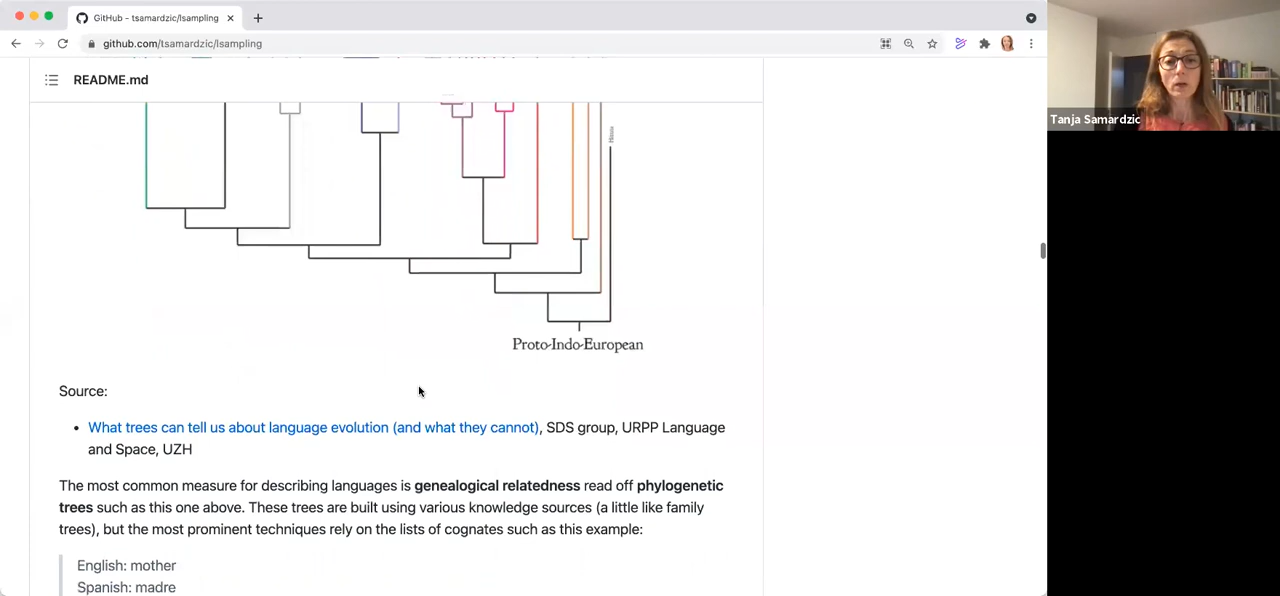 GitHub - tsamardzic/lsampling
github.com/tsamardzic/lsampling
README.md
Tanja Samardzic
Proto-Indo-European
Source:
What trees can tell us about language evolution (and what they cannot), SDS group, URPP Language
and Space, UZH
The most common measure for describing languages is genealogical relatedness read off phylogenetic
trees such as this one above. These trees are built using various knowledge sources (a little like family
trees), but the most prominent techniques rely on the lists of cognates such as this example:
English: mother
Spanish: madre